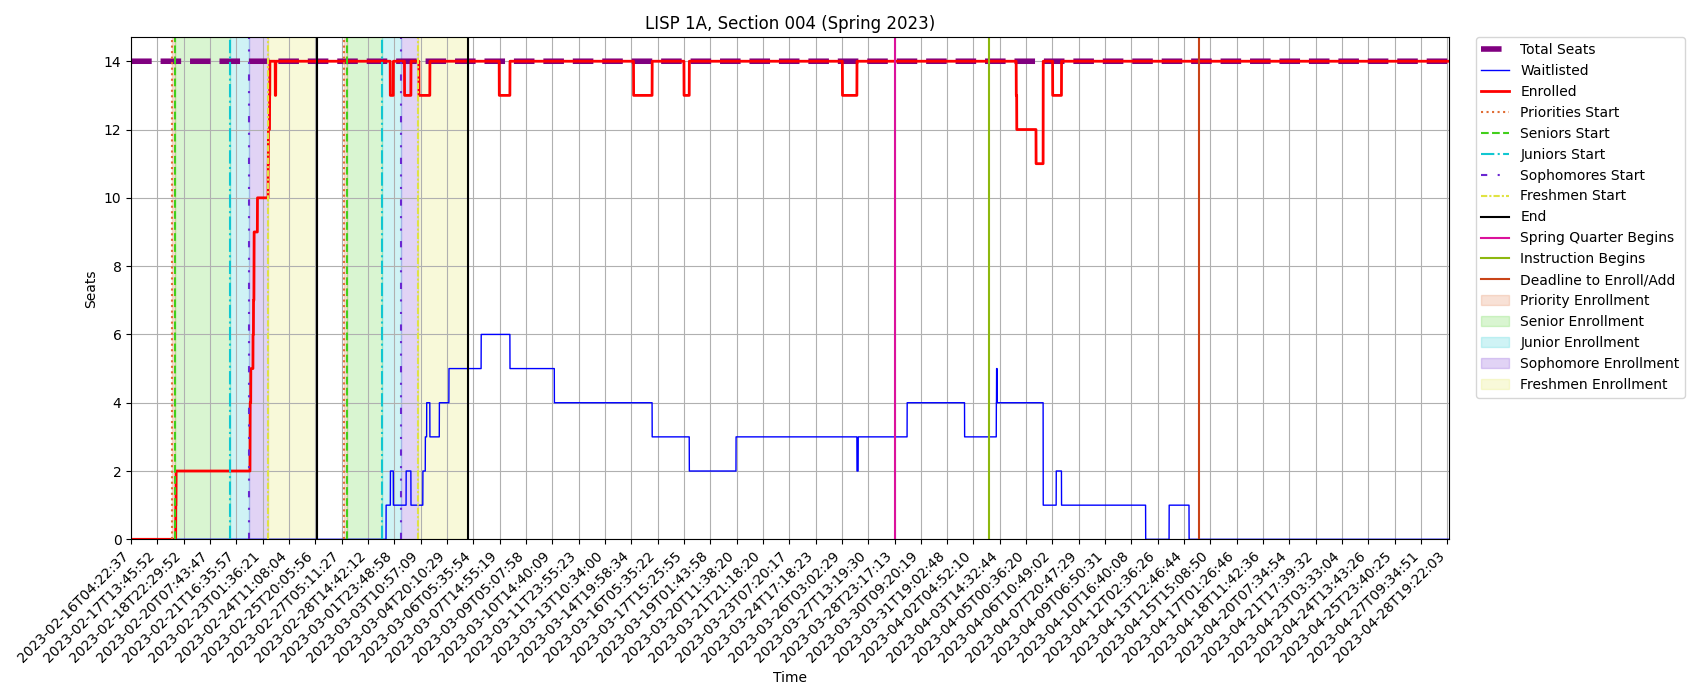 LISP 1A, Section 004 (Spring 2023)
Seats
14
12
10
8
6
4
2
0
2023-02-16T04:22:37
2023-02-17T13:45:52
2023-02-18T22:29:52
2023-02-20T07:43:47
2023-02-21T16:35:57
2023-02-23T01:36:21
2023-02-24T11:08:04
2023-02-25T20:05:56
2023-02-27T05:11:27
2023-02-28T14:42:12
2023-03-01T23:48:58
2023-03-03T10:57:09
2023-03-04T20:10:29
2023-03-06T05:35:54
2023-03-07T14:55:19
2023-03-09T05:07:58
2023-03-10T14:40:09
2023-03-11T23:55:23
2023-03-13T10:34:00
2023-03-14T19:58:34
2023-03-16T05:35:22
2023-03-17T15:25:55
2023-03-19T01:43:58
2023-03-20T11:38:20
2023-03-21T21:18:20
2023-03-23T07:20:17
2023-03-24T17:18:23
2023-03-26T03:02:29
2023-03-27T13:19:30
2023-03-28T23:17:13
2023-03-30T09:20:19
2023-03-31T19:02:48
2023-04-02T04:52:10
2023-04-03T14:32:44
2023-04-05T00:36:20
2023-04-06T10:49:02
2023-04-07T20:47:29
2023-04-09T06:50:31
2023-04-10T16:40:08
2023-04-12T02:36:26
2023-04-13T12:46:44
2023-04-15T15:08:50
2023-04-17T01:26:46
2023-04-18T11:42:36
2023-04-20T07:34:54
2023-04-21T17:39:32
2023-04-23T03:33:04
2023-04-24T13:43:26
2023-04-25T23:40:25
2023-04-27T09:34:51
2023-04-28T19:22:03
Time
Total Seats
Waitlisted
Enrolled
Priorities Start
Seniors Start
Juniors Start
Sophomores Start
Freshmen Start
End
Spring Quarter Begins
Instruction Begins
Deadline to Enroll/Add
Priority Enrollment
Senior Enrollment
Junior Enrollment
Sophomore Enrollment
Freshmen Enrollment